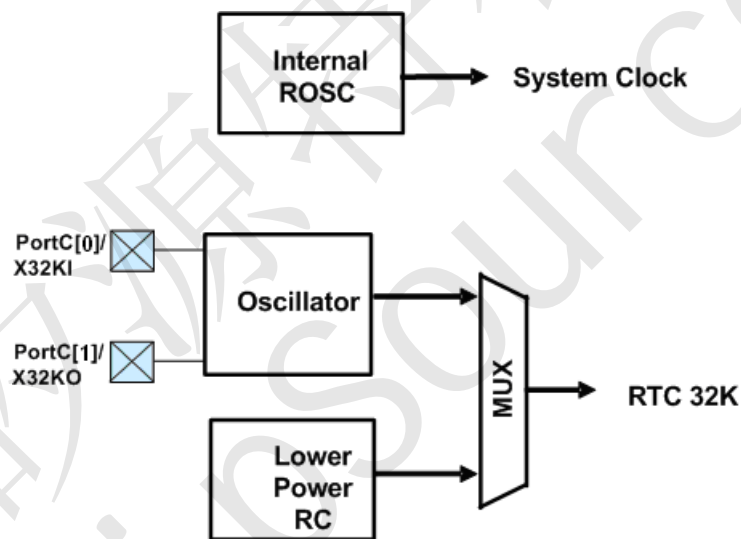 Internal
ROSC
System Clock
PortC[0]/
X32KI
Oscillator
PortC[1]/
X32KO
MUX
RTC 32K
Lower
Power
RC